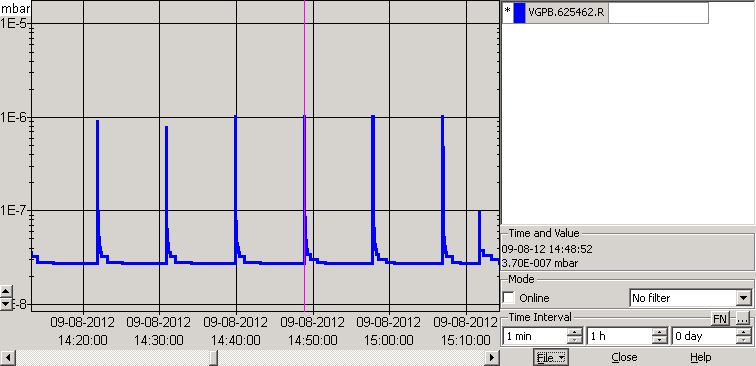 mbar
* VGPB.625462.R
1E-5
1E-6
1E-7
E-8
09-08-2012 09-08-2012 09-08-2012 09-08-2012 09-08-2012 09-08-2012
14:20:00 14:30:00 14:40:00 14:50:00 15:00:00 15:10:00
Time and Value
09-08-12 14:48:52
3.70E-007 mbar
Mode
Online No filter
Time Interval FN ...
1 min 1 h 0 day
File Close Help